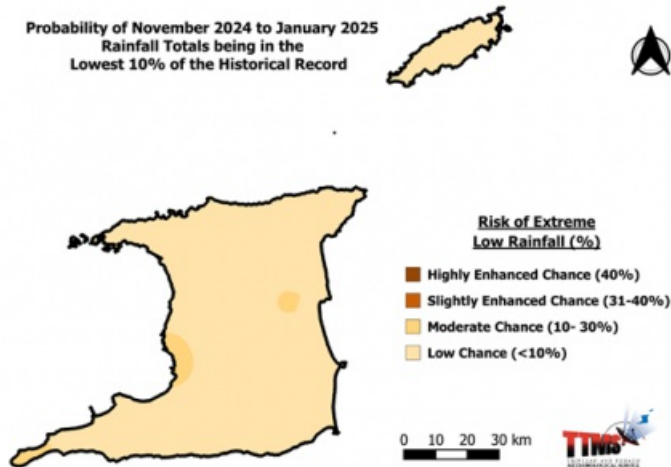 Probability of November 2024 to January 2025
Rainfall Totals being in the
Lowest 10% of the Historical Record
Risk of Extreme
Low Rainfall (%)
Highly Enhanced Chance (40%)
Slightly Enhanced Chance (31-40%)
Moderate Chance (10- 30%)
Low Chance (<10%)
0 10 20 30 km
TTMS